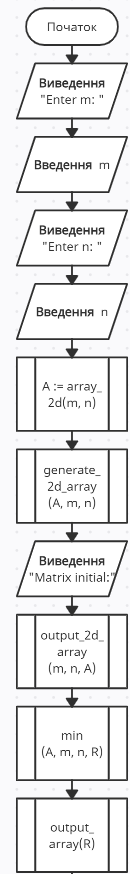 Початок
Виведення
"Enter m: "
Введення m
Виведення
"Enter n: "
Введення n
A := array_
2d(m, n)
generate_
2d_array
(A, m, n)
Виведення
"Matrix initial:"
output_2d_
array
(m, n, A)
min
(A, m, n, R)
output_
array(R)